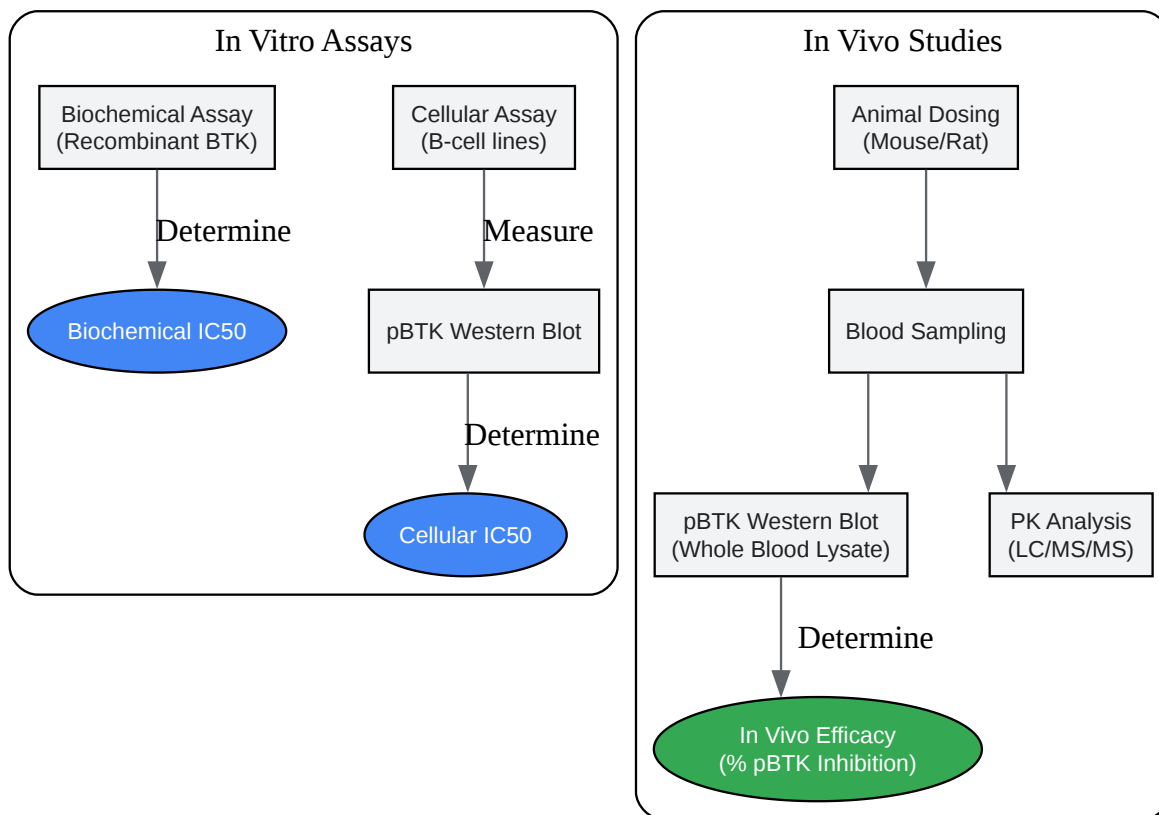 In Vitro Assays
Biochemical Assay
(Recombinant BTK)
Cellular Assay
(B-cell lines)
Determine
Measure
Biochemical IC50
pBTK Western Blot
Determine
Cellular IC50
In Vivo Studies
Animal Dosing
(Mouse/Rat)
Blood Sampling
pBTK Western Blot
(Whole Blood Lysate)
PK Analysis
(LC/MS/MS)
Determine
In Vivo Efficacy
(% pBTK Inhibition)